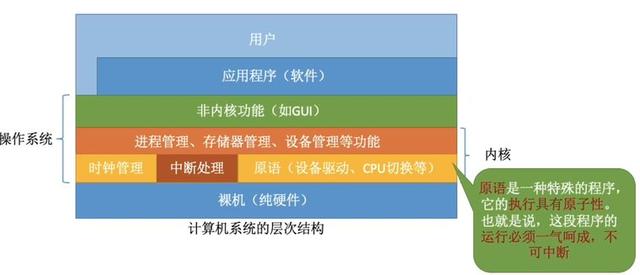 用户
应用程序（软件）
非内核功能（如GUI）
操作系统
进程管理、存储器管理、设备管理等功能
内核
时钟管理
中断处理
原语（设备驱动、CPU切换等）
裸机（纯硬件）
计算机系统的层次结构
原语是一种特殊的程序，
它的执行具有原子性。
也就是说，这段程序的
运行必须一气呵成，不
可中断